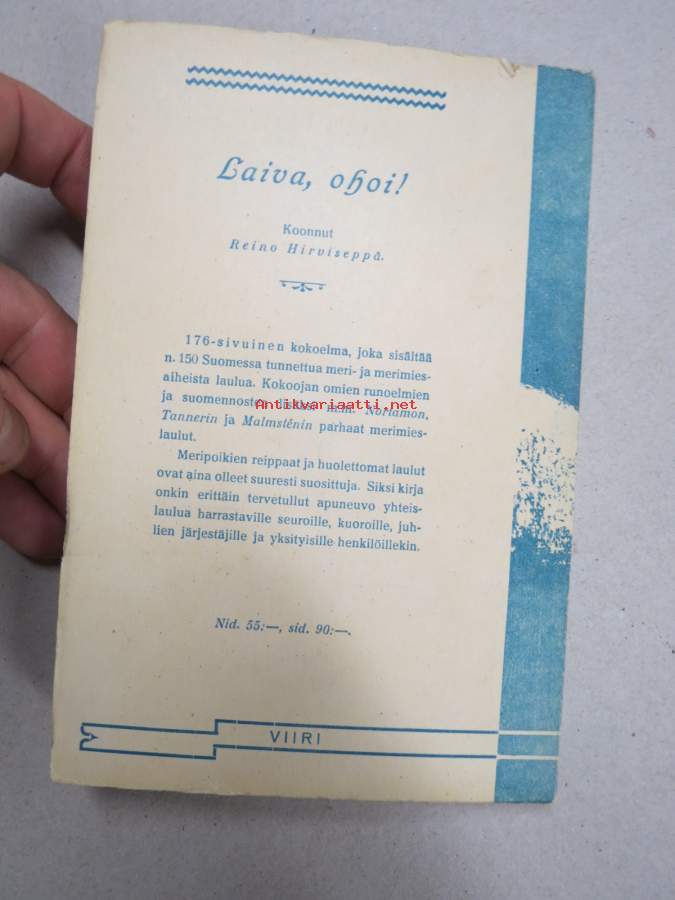 Laiva, ohoi!
Koonnut
Reino Hirviseppä.
176-sivuinen kokoelma, joka sisältää
n. 150 Suomessa tunnettua meri- ja merimies-
aiheista laulua. Kokoojan omien runoelmien
ja suomennosten lisäksi m.m. Norlamon,
Antikvariaatti.net
Tannerin ja Malmsténin parhaat merimies-
laulut.
Meripoikien reippaat ja huolettomat laulut
ovat aina olleet suuresti suosittuja. Siksi kirja
onkin erittäin tervetullut apuneuvo yhteis-
laulua harrastaville seuroille, kuoroille, juh-
lien järjestäjille ja yksityisille henkilöillekin.
Nid. 55:—, sid. 90:—.
VIIRI